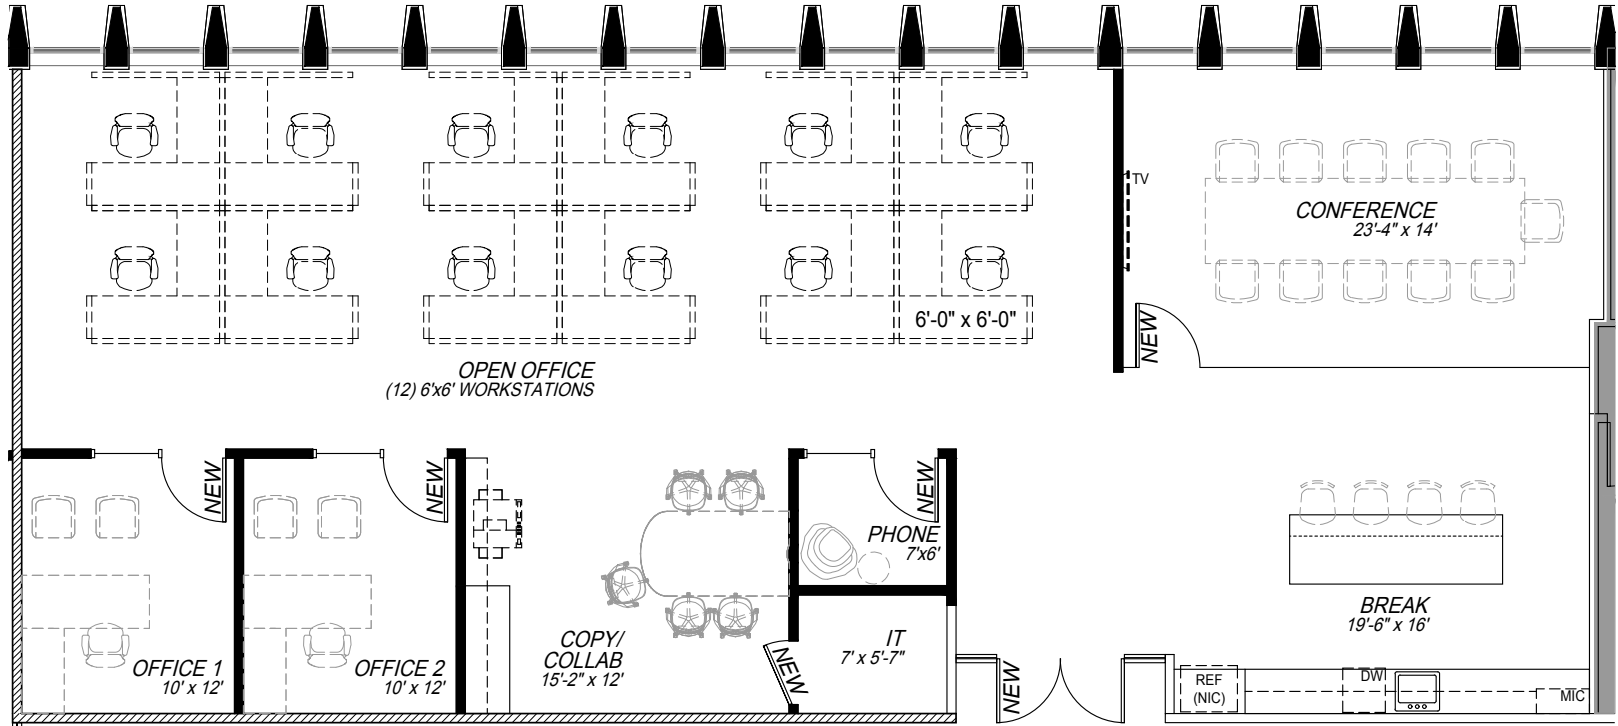 TV
CONFERENCE
23'-4" x 14'
6'-0" x 6'-0"
NEW
OPEN OFFICE
(12) 6'x6' WORKSTATIONS
NEW
NEW
NEW
PHONE
7'x6'
OFFICE 1
10' x 12'
OFFICE 2
10' x 12'
COPY/
COLLAB
15'-2" x 12'
NEW
IT
7' x 5'-7"
NEW
BREAK
19'-6" x 16'
REF
(NIC)
DW
MIC